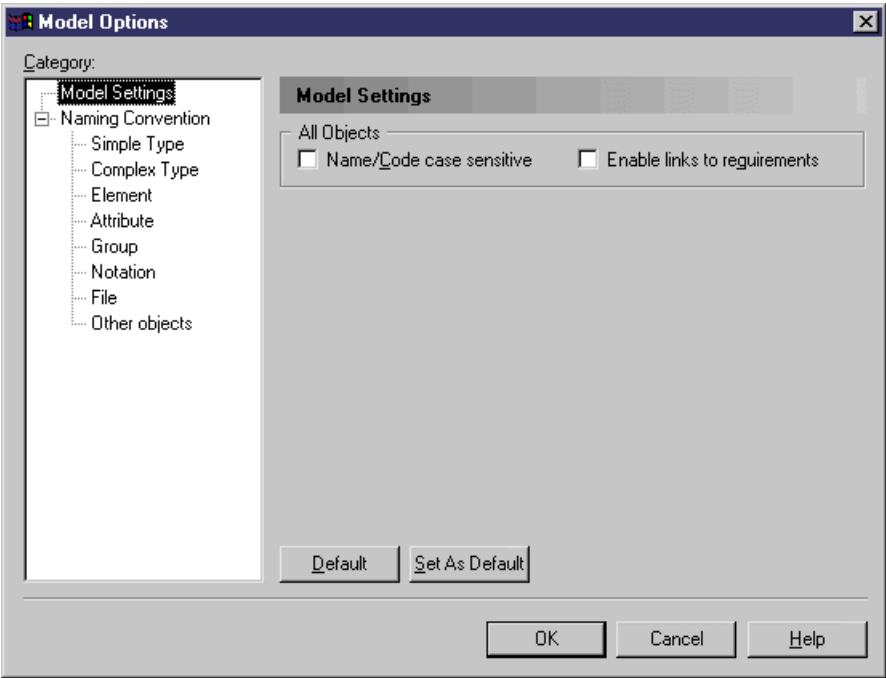 Model Options
Category:
Model Settings
Naming Convention
Simple Type
Complex Type
Element
Attribute
Group
Notation
File
Other objects
Model Settings
All Objects
Name/Code case sensitive
Enable links to requirements
Default
Set As Default
OK
Cancel
Help